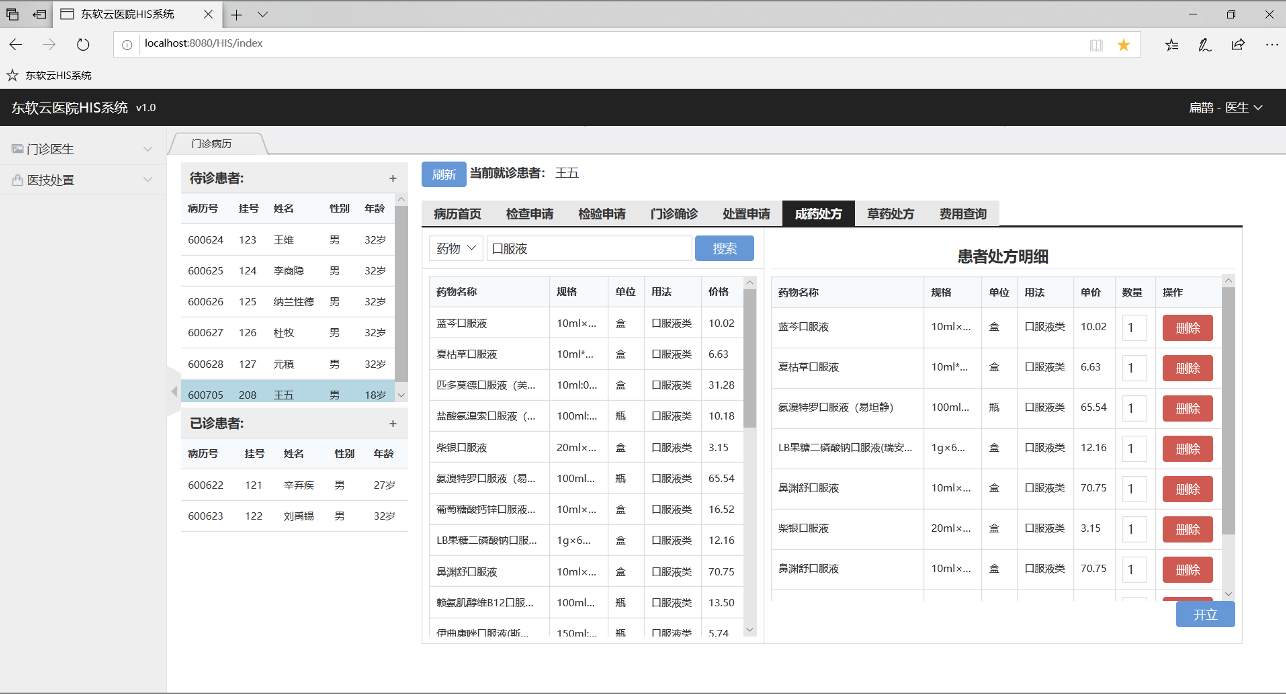 东软云医院HIS系统
localhost:8080/HIS/index
东软云HIS系统
东软云医院HIS系统 v1.0
扁鹊 - 医生
门诊医生
医技处置
门诊病历
待诊患者: +
病历号 挂号 姓名 性别 年龄
600624 123 王维 男 32岁
600625 124 李商隐 男 32岁
600626 125 纳兰性德 男 32岁
600627 126 杜牧 男 32岁
600628 127 元稹 男 32岁
600705 208 王五 男 18岁
已诊患者: +
病历号 挂号 姓名 性别 年龄
600622 121 辛弃疾 男 27岁
600623 122 刘禹锡 男 32岁
刷新 当前就诊患者: 王五
病历首页 检查申请 检验申请 门诊确诊 处置申请 成药处方 草药处方 费用查询
药物 口服液 搜索
药物名称 规格 单位 用法 价格
蓝芩口服液 10ml×... 盒 口服液类 10.02
夏枯草口服液 10ml*... 盒 口服液类 6.63
匹多莫德口服液（芙... 10ml:0... 盒 口服液类 31.28
盐酸氨溴索口服液（... 100ml:... 瓶 口服液类 10.18
柴银口服液 20ml×... 盒 口服液类 3.15
氨溴特罗口服液（易... 100ml... 瓶 口服液类 65.54
葡萄糖酸钙锌口服液... 10ml×... 盒 口服液类 16.52
LB果糖二磷酸钠口服... 1g×6... 盒 口服液类 12.16
鼻渊舒口服液 10ml×... 盒 口服液类 70.75
赖氨肌醇维B12口服... 100ml... 瓶 口服液类 13.50
伊曲康唑口服液(斯... 150ml:... 瓶 口服液类 5.74
患者处方明细
药物名称 规格 单位 用法 单价 数量 操作
蓝芩口服液 10ml×... 盒 口服液类 10.02 1 删除
夏枯草口服液 10ml*... 盒 口服液类 6.63 1 删除
氨溴特罗口服液（易坦静） 100ml... 瓶 口服液类 65.54 1 删除
LB果糖二磷酸钠口服液(瑞安... 1g×6... 盒 口服液类 12.16 1 删除
鼻渊舒口服液 10ml×... 盒 口服液类 70.75 1 删除
柴银口服液 20ml×... 盒 口服液类 3.15 1 删除
鼻渊舒口服液 10ml×... 盒 口服液类 70.75 1 删除
开立